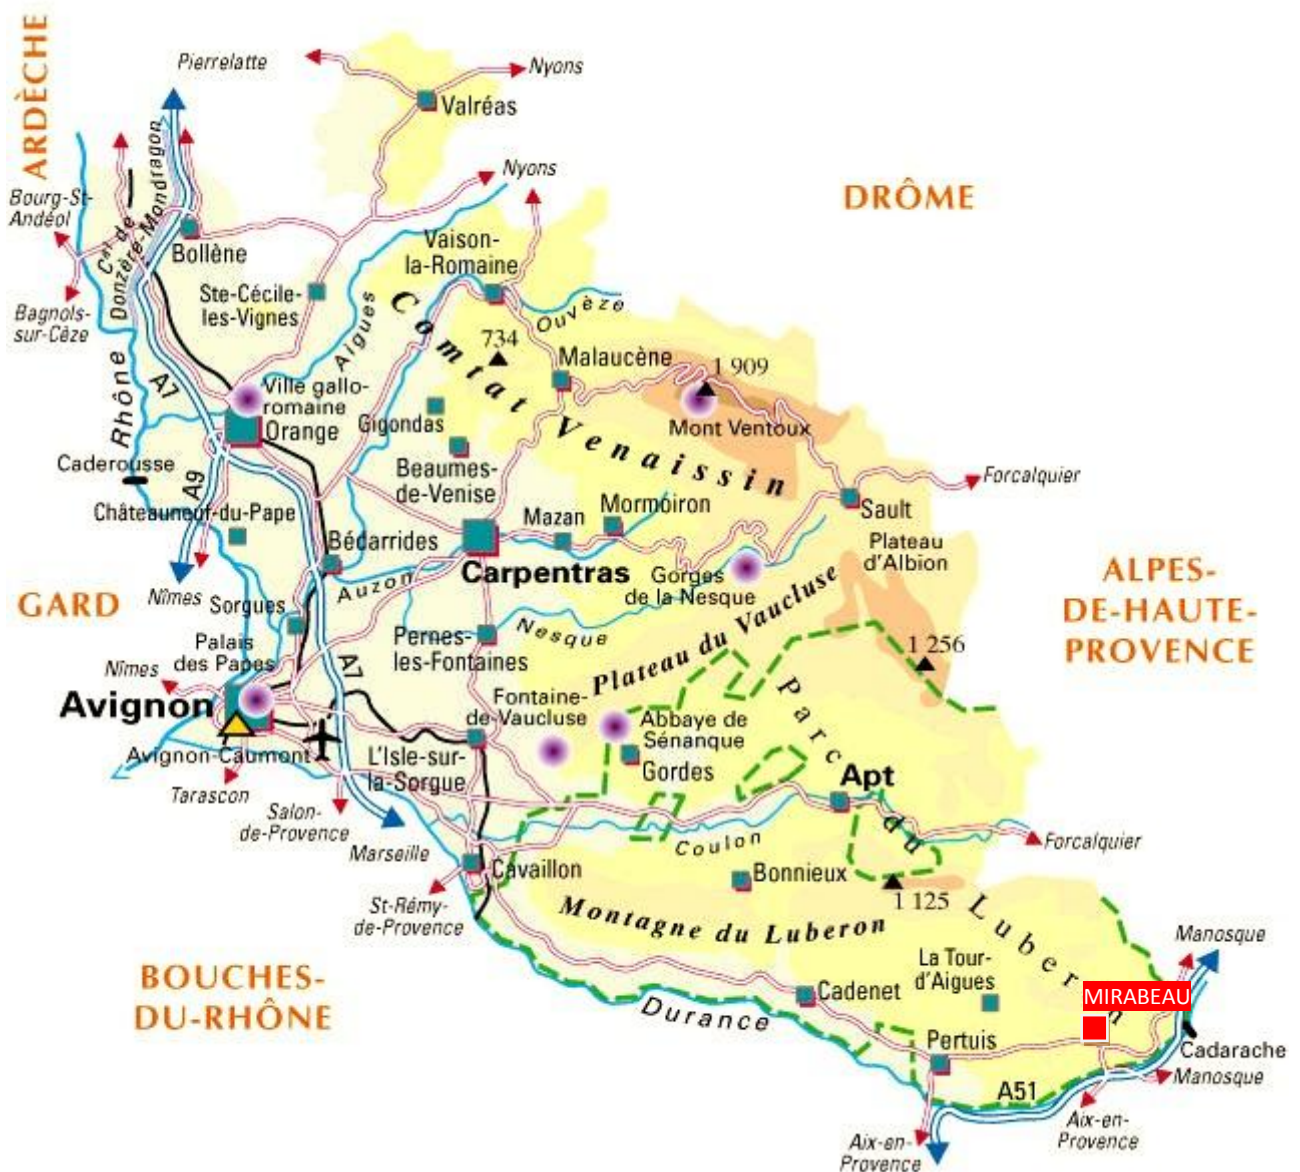 ARDÈCHE
Pierrelatte
Nyons
Valréas
Nyons
DRÔME
Bourg-St-
Andéol
Cal de
Donzère-Mondragon
Bollène
Vaison-
la-Romaine
Ste-Cécile-
les-Vignes
Bagnols-
sur-Cèze
Aigues
Ouvèze
734
Malaucène
1 909
Comtat Venaissin
Rhône
A7
Ville gallo-
romaine
Orange
Gigondas
Mont Ventoux
Caderousse
A9
Beaumes-
de-Venise
Forcalquier
Sault
Châteauneuf-du-Pape
Mazan
Mormoiron
Bédarrides
Plateau
d'Albion
Carpentras
Auzon
Gorges
de la Nesque
ALPES-
DE-HAUTE-
PROVENCE
GARD
Nîmes
Sorgues
Nesque
Pernes-
les-Fontaines
Plateau du Vaucluse
Palais
des Papes
Nîmes
A7
1 256
Avignon
Fontaine-
de-Vaucluse
Abbaye de
Sénanque
Parc du Luberon
Avignon-Caumont
L'Isle-sur-
la-Sorgue
Gordes
Apt
Tarascon
Salon-
de-Provence
Marseille
Coulon
Forcalquier
Cavaillon
Bonnieux
1 125
St-Rémy-
de-Provence
Montagne du Luberon
Manosque
BOUCHES-
DU-RHÔNE
La Tour-
d'Aigues
Cadenet
MIRABEAU
Durance
Pertuis
Cadarache
Manosque
A51
Aix-en-
Provence
Aix-en-
Provence